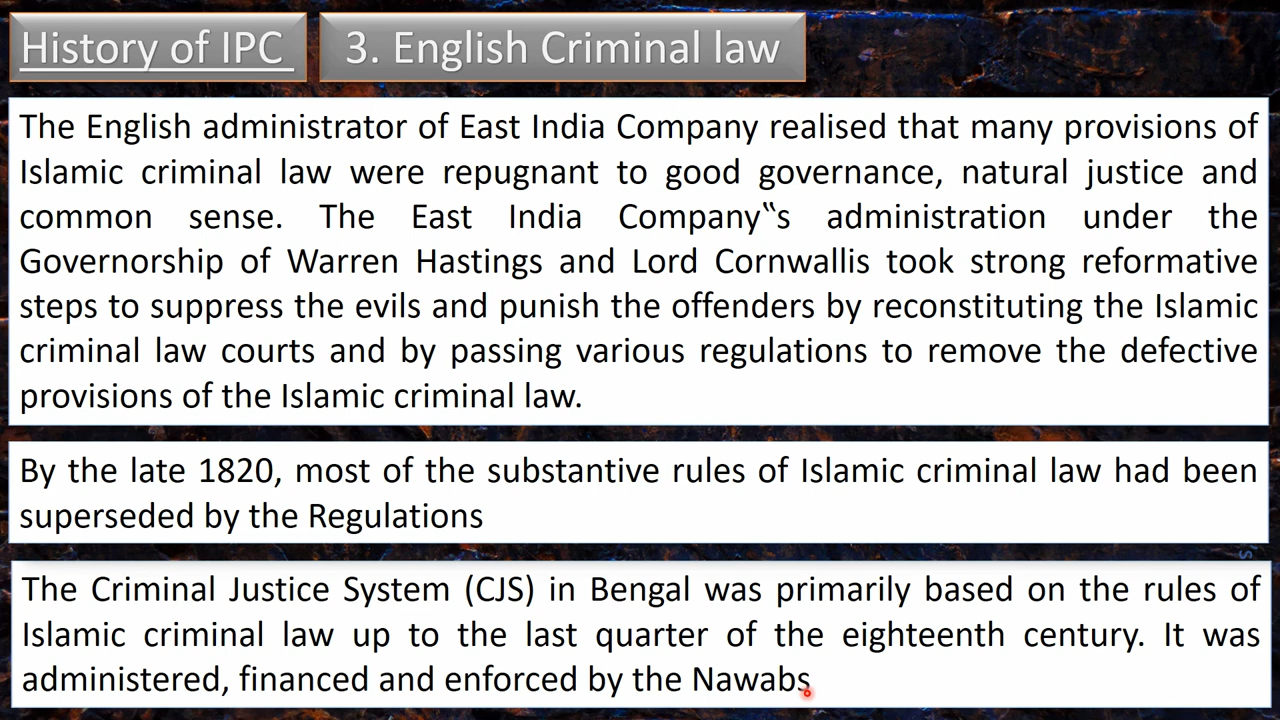 History of IPC
3. English Criminal law
The English administrator of East India Company realised that many provisions of
Islamic criminal law were repugnant to good governance, natural justice and
common sense. The East India Company‟s administration under the
Governorship of Warren Hastings and Lord Cornwallis took strong reformative
steps to suppress the evils and punish the offenders by reconstituting the Islamic
criminal law courts and by passing various regulations to remove the defective
provisions of the Islamic criminal law.
By the late 1820, most of the substantive rules of Islamic criminal law had been
superseded by the Regulations
The Criminal Justice System (CJS) in Bengal was primarily based on the rules of
Islamic criminal law up to the last quarter of the eighteenth century. It was
administered, financed and enforced by the Nawabs